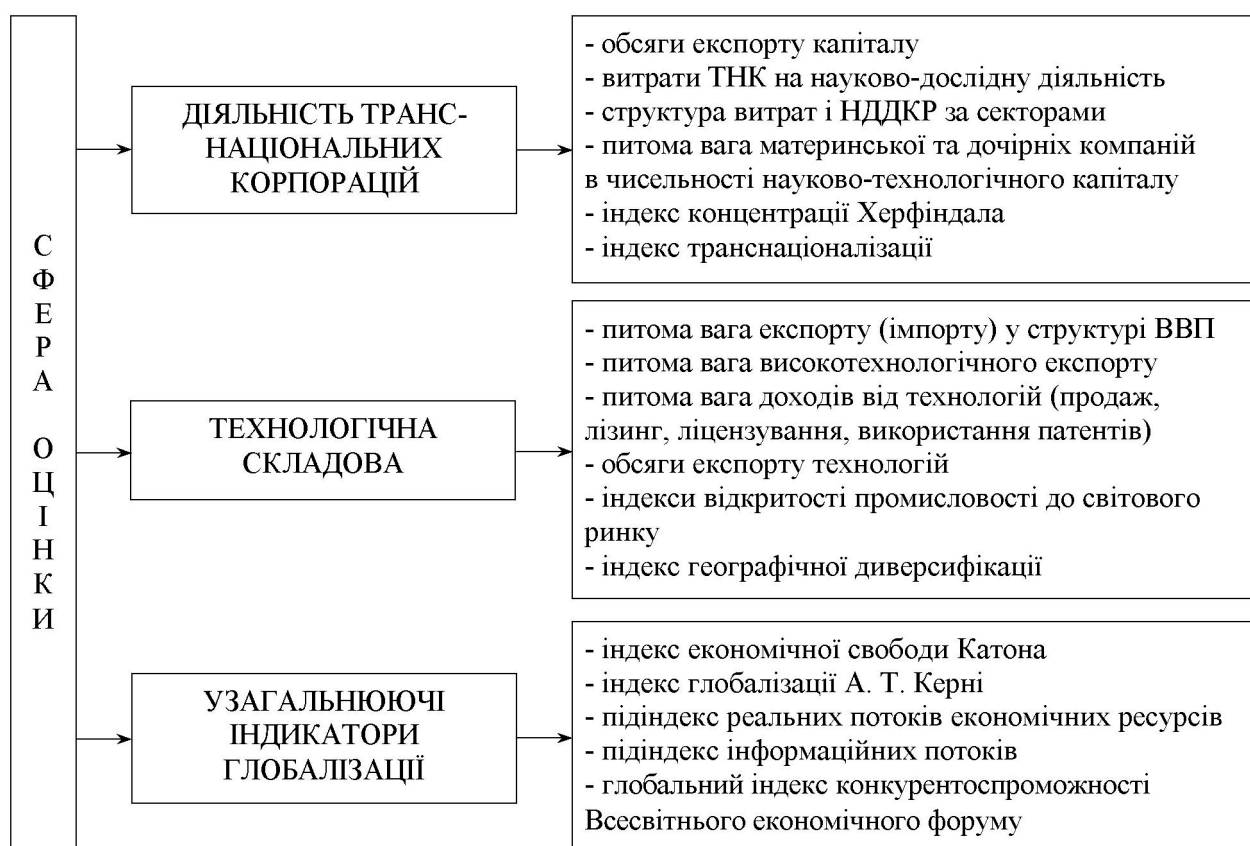 СФЕРА ОЦІНКИ
ДІЯЛЬНІСТЬ ТРАНС-
НАЦІОНАЛЬНИХ
КОРПОРАЦІЙ
- обсяги експорту капіталу
- витрати ТНК на науково-дослідну діяльність
- структура витрат і НДДКР за секторами
- питома вага материнської та дочірніх компаній
в чисельності науково-технологічного капіталу
- індекс концентрації Херфіндала
- індекс транснаціоналізації
ТЕХНОЛОГІЧНА
СКЛАДОВА
- питома вага експорту (імпорту) у структурі ВВП
- питома вага високотехнологічного експорту
- питома вага доходів від технологій (продаж,
лізинг, ліцензування, використання патентів)
- обсяги експорту технологій
- індекси відкритості промисловості до світового
ринку
- індекс географічної диверсифікації
УЗАГАЛЬНЮЮЧІ
ІНДИКАТОРИ
ГЛОБАЛІЗАЦІЇ
- індекс економічної свободи Катона
- індекс глобалізації А. Т. Керні
- підіндекс реальних потоків економічних ресурсів
- підіндекс інформаційних потоків
- глобальний індекс конкурентоспроможності
Всесвітнього економічного форуму